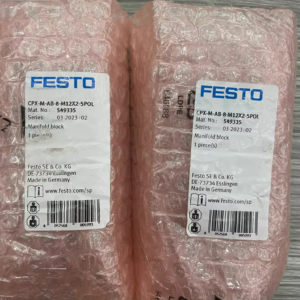 FESTO
CPX-M-AB-8-M12X2-5POL
Mat. No.: 549335
Series: 03-2023-02
Manifold block
1 piece(s)
Festo SE & Co. KG
DE-73734 Esslingen
Made in Germany
www.festo.com/sp
FESTO
CPX-M-AB-8-M12X2-5POL
Mat. No.: 549335
Series: 03-2023-02
Manifold block
1 piece(s)
Festo SE & Co. KG
DE-73734 Esslingen
Made in Germany
www.festo.com/sp